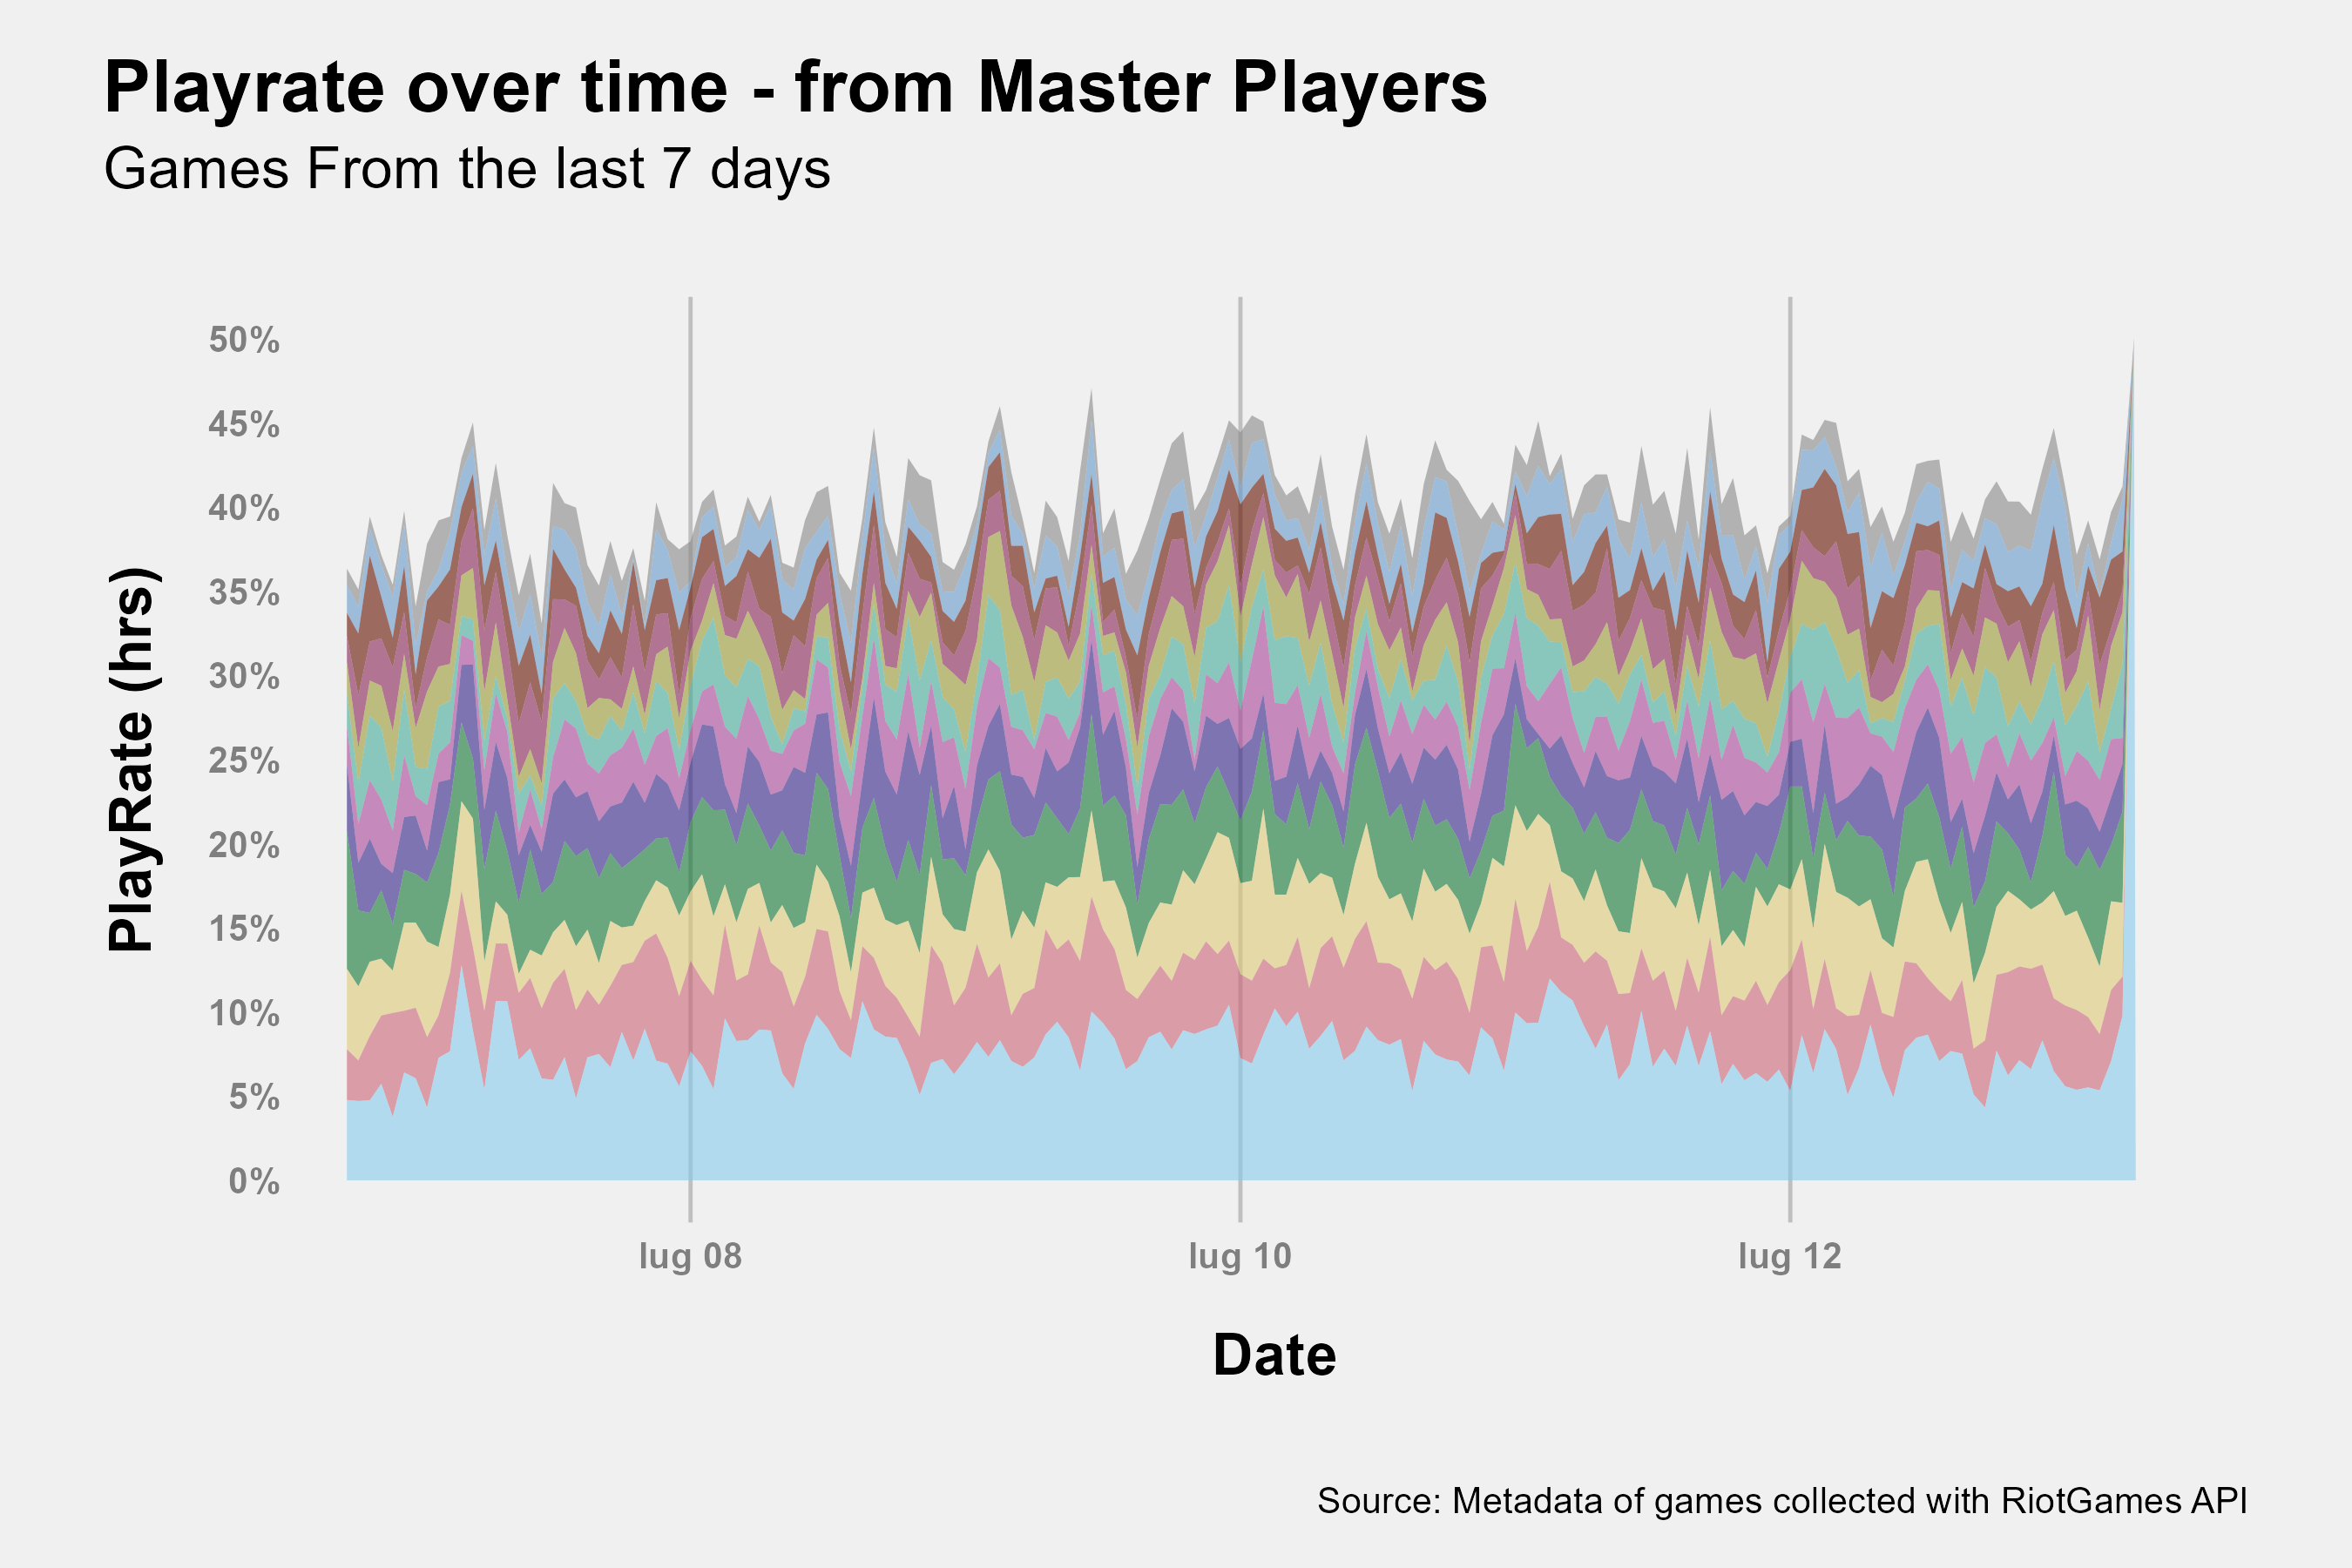 Playrate over time - from Master Players
Games From the last 7 days
50%
45%
40%
35%
30%
25%
20%
15%
10%
5%
0%
PlayRate (hrs)
lug 08 lug 10 lug 12
Date
Source: Metadata of games collected with RiotGames API